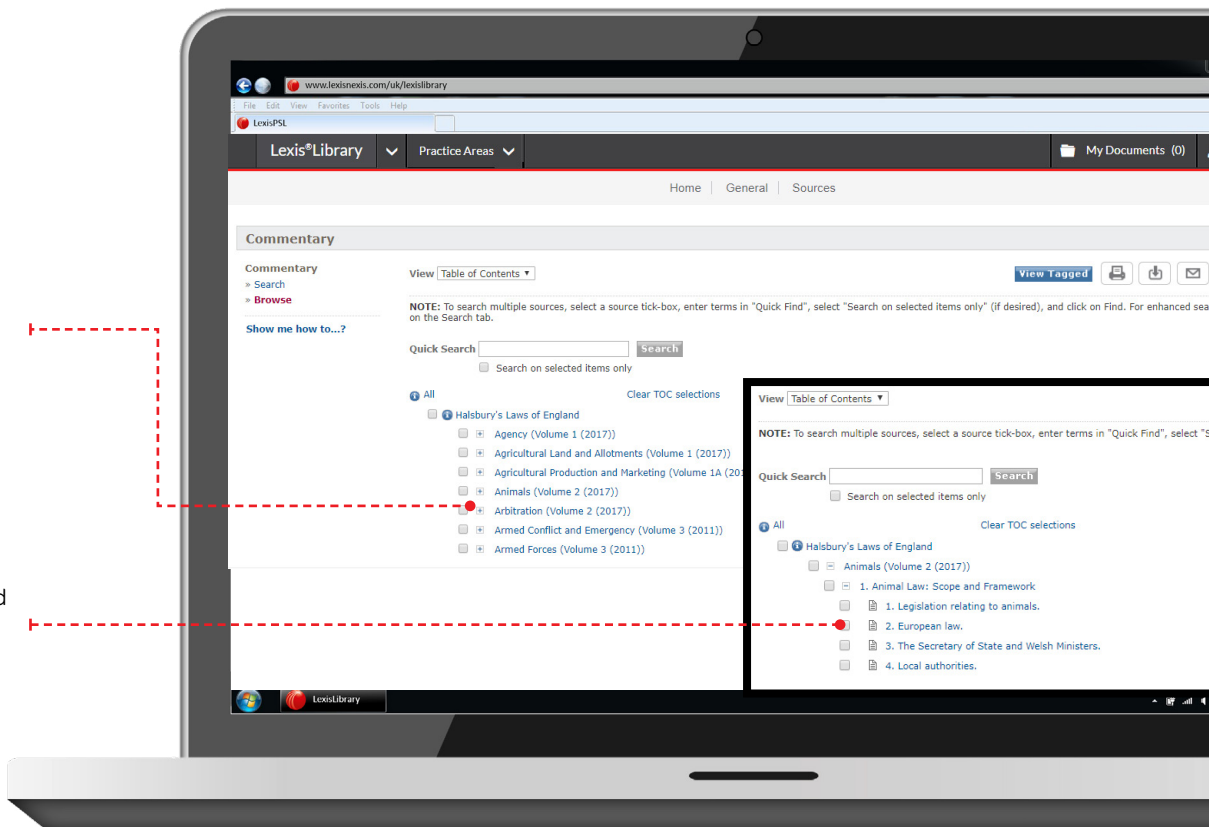 www.lexisnexis.com/uk/lexislibrary
File Edit View Favorites Tools Help
LexisPSL
Lexis®Library Practice Areas My Documents (0)
Home General Sources
Commentary
Commentary
» Search
» Browse
Show me how to...?
View Table of Contents
View Tagged
NOTE: To search multiple sources, select a source tick-box, enter terms in "Quick Find", select "Search on selected items only" (if desired), and click on Find. For enhanced sea
on the Search tab.
Quick Search Search
Search on selected items only
All Clear TOC selections
Halsbury's Laws of England
Agency (Volume 1 (2017))
Agricultural Land and Allotments (Volume 1 (2017))
Agricultural Production and Marketing (Volume 1A (201
Animals (Volume 2 (2017))
Arbitration (Volume 2 (2017))
Armed Conflict and Emergency (Volume 3 (2011))
Armed Forces (Volume 3 (2011))
View Table of Contents
NOTE: To search multiple sources, select a source tick-box, enter terms in "Quick Find", select "S
Quick Search Search
Search on selected items only
All Clear TOC selections
Halsbury's Laws of England
Animals (Volume 2 (2017))
1. Animal Law: Scope and Framework
1. Legislation relating to animals.
2. European law.
3. The Secretary of State and Welsh Ministers.
4. Local authorities.
d
LexisLibrary